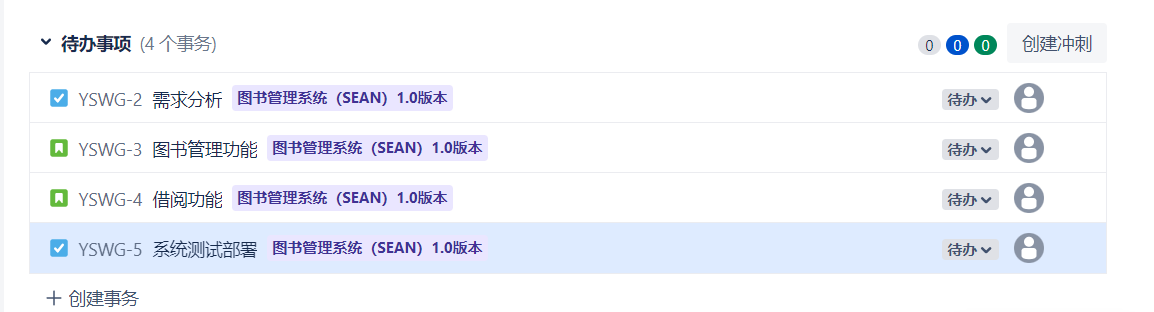 待办事项 (4 个事务) 0 0 0 创建冲刺
YSWG-2 需求分析 图书管理系统（SEAN）1.0版本 待办
YSWG-3 图书管理功能 图书管理系统（SEAN）1.0版本 待办
YSWG-4 借阅功能 图书管理系统（SEAN）1.0版本 待办
YSWG-5 系统测试部署 图书管理系统（SEAN）1.0版本 待办
+ 创建事务